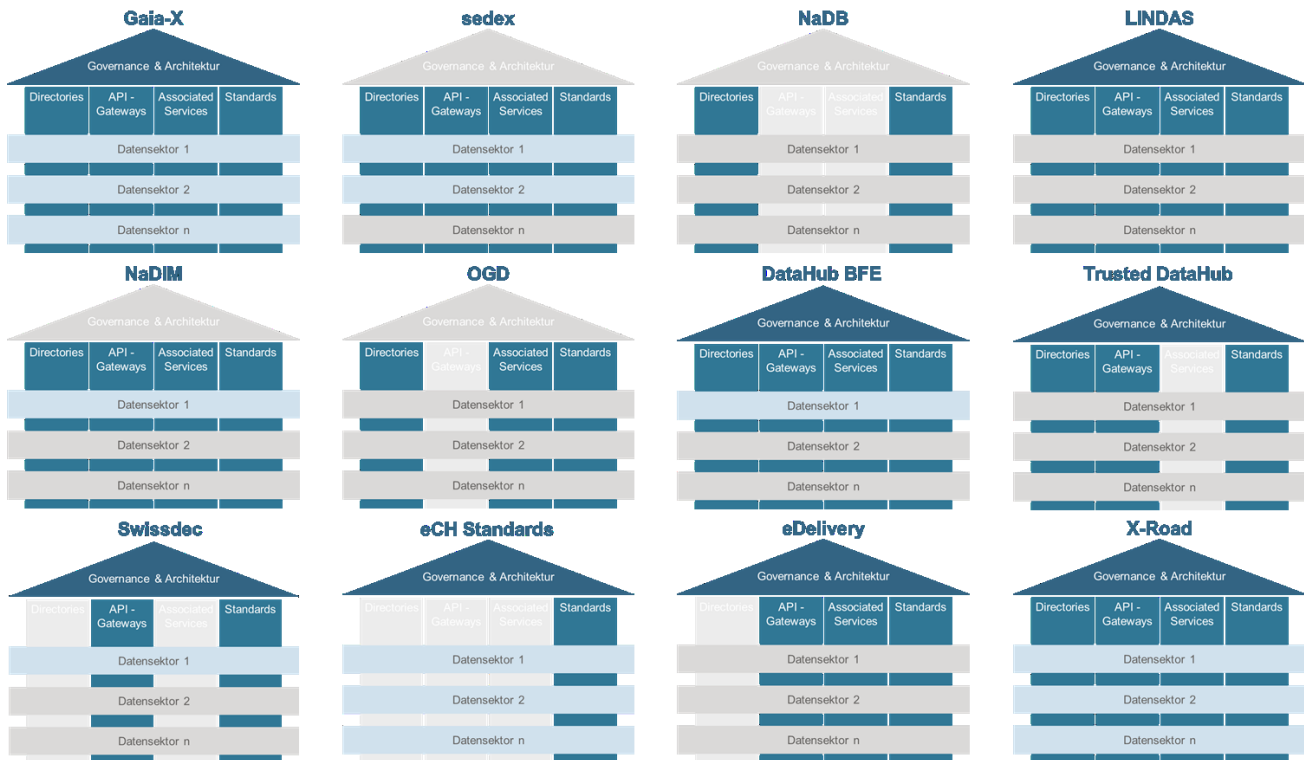 Gaia-X
Governance & Architektur
Directories
API -
Gateways
Associated
Services
Standards
Datensektor 1
Datensektor 2
Datensektor n
sedex
Governance & Architektur
Directories
API -
Gateways
Associated
Services
Standards
Datensektor 1
Datensektor 2
Datensektor n
NaDB
Governance & Architektur
Directories
API -
Gateways
Associated
Services
Standards
Datensektor 1
Datensektor 2
Datensektor n
LINDAS
Governance & Architektur
Directories
API -
Gateways
Associated
Services
Standards
Datensektor 1
Datensektor 2
Datensektor n
NaDIM
Governance & Architektur
Directories
API -
Gateways
Associated
Services
Standards
Datensektor 1
Datensektor 2
Datensektor n
OGD
Governance & Architektur
Directories
API -
Gateways
Associated
Services
Standards
Datensektor 1
Datensektor 2
Datensektor n
DataHub BFE
Governance & Architektur
Directories
API -
Gateways
Associated
Services
Standards
Datensektor 1
Datensektor 2
Datensektor n
Trusted DataHub
Governance & Architektur
Directories
API -
Gateways
Associated
Services
Standards
Datensektor 1
Datensektor 2
Datensektor n
Swissdec
Governance & Architektur
Directories
API -
Gateways
Associated
Services
Standards
Datensektor 1
Datensektor 2
Datensektor n
eCH Standards
Governance & Architektur
Directories
API -
Gateways
Associated
Services
Standards
Datensektor 1
Datensektor 2
Datensektor n
eDelivery
Governance & Architektur
Directories
API -
Gateways
Associated
Services
Standards
Datensektor 1
Datensektor 2
Datensektor n
X-Road
Governance & Architektur
Directories
API -
Gateways
Associated
Services
Standards
Datensektor 1
Datensektor 2
Datensektor n